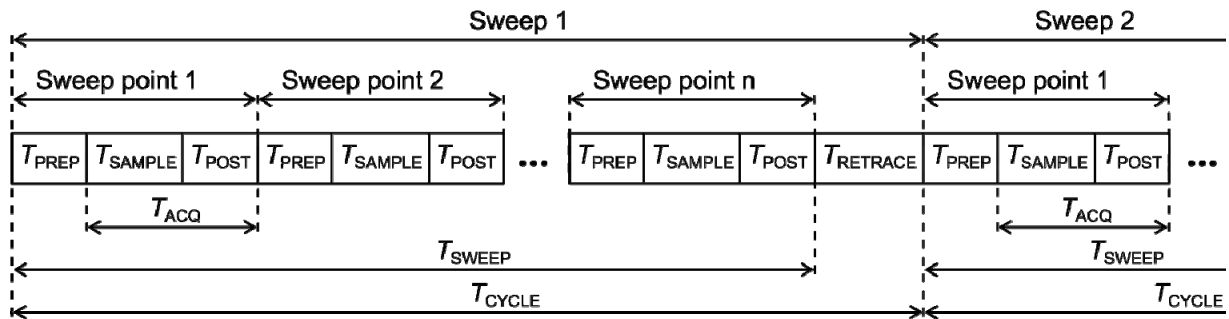 Sweep 1 Sweep 2
Sweep point 1 Sweep point 2 Sweep point n Sweep point 1
TPREP TSAMPLE TPOST TPREP TSAMPLE TPOST ... TPREP TSAMPLE TPOST TRETRACE TPREP TSAMPLE TPOST ...
TACQ TACQ
TSWEEP TSWEEP
TCYCLE TCYCLE